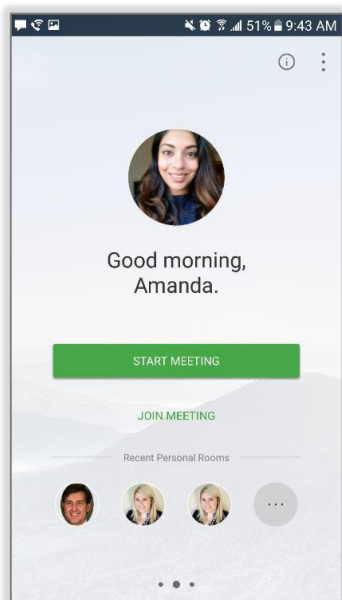 51% 9:43 AM
Good morning,
Amanda.
START MEETING
JOIN MEETING
Recent Personal Rooms